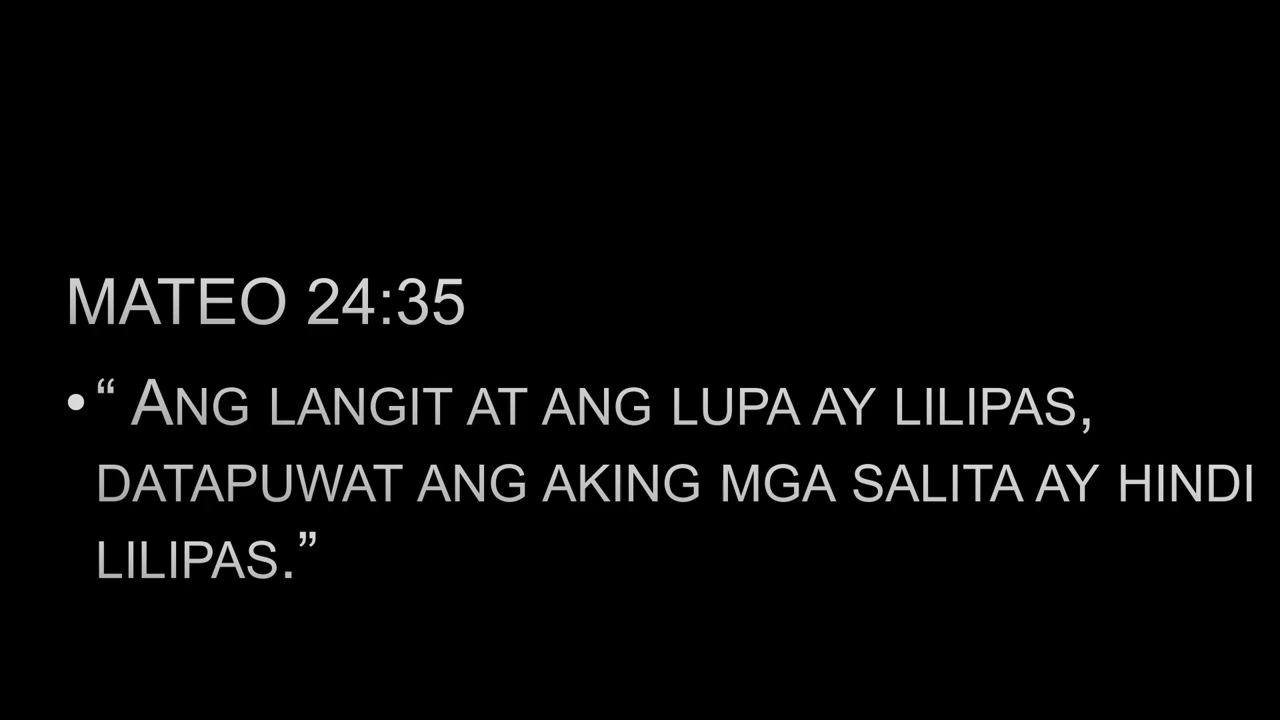 MATEO 24:35
• “ ANG LANGIT AT ANG LUPA AY LILIPAS,
DATAPUWAT ANG AKING MGA SALITA AY HINDI
LILIPAS.”